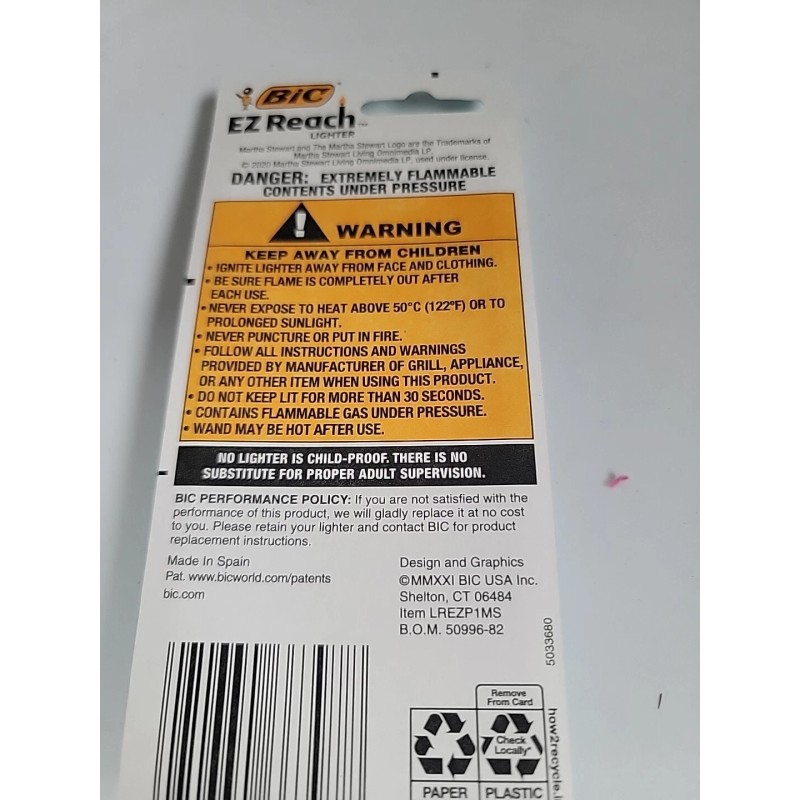 BIC
EZ Reach™
LIGHTER
Martha Stewart and The Martha Stewart Logo are the Trademarks of
Martha Stewart Living Omnimedia LP.
© 2020 Martha Stewart Living Omnimedia LP, used under license.
DANGER: EXTREMELY FLAMMABLE
CONTENTS UNDER PRESSURE
! WARNING
KEEP AWAY FROM CHILDREN
• IGNITE LIGHTER AWAY FROM FACE AND CLOTHING.
• BE SURE FLAME IS COMPLETELY OUT AFTER
EACH USE.
• NEVER EXPOSE TO HEAT ABOVE 50°C (122°F) OR TO
PROLONGED SUNLIGHT.
• NEVER PUNCTURE OR PUT IN FIRE.
• FOLLOW ALL INSTRUCTIONS AND WARNINGS
PROVIDED BY MANUFACTURER OF GRILL, APPLIANCE,
OR ANY OTHER ITEM WHEN USING THIS PRODUCT.
• DO NOT KEEP LIT FOR MORE THAN 30 SECONDS.
• CONTAINS FLAMMABLE GAS UNDER PRESSURE.
• WAND MAY BE HOT AFTER USE.
NO LIGHTER IS CHILD-PROOF. THERE IS NO
SUBSTITUTE FOR PROPER ADULT SUPERVISION.
BIC PERFORMANCE POLICY: If you are not satisfied with the
performance of this product, we will gladly replace it at no cost
to you. Please retain your lighter and contact BIC for product
replacement instructions.
Made In Spain
Pat. www.bicworld.com/patents
bic.com
Design and Graphics
©MMXXI BIC USA Inc.
Shelton, CT 06484
Item LREZP1MS
B.O.M. 50996-82
5033680
Remove
From Card
Check
Locally*
PAPER
PLASTIC
how2recycle.i